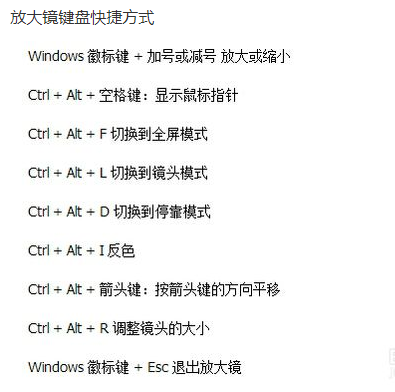 放大镜键盘快捷方式
Windows 徽标键 + 加号或减号 放大或缩小
Ctrl + Alt + 空格键：显示鼠标指针
Ctrl + Alt + F 切换到全屏模式
Ctrl + Alt + L 切换到镜头模式
Ctrl + Alt + D 切换到停靠模式
Ctrl + Alt + I 反色
Ctrl + Alt + 箭头键：按箭头键的方向平移
Ctrl + Alt + R 调整镜头的大小
Windows 徽标键 + Esc 退出放大镜